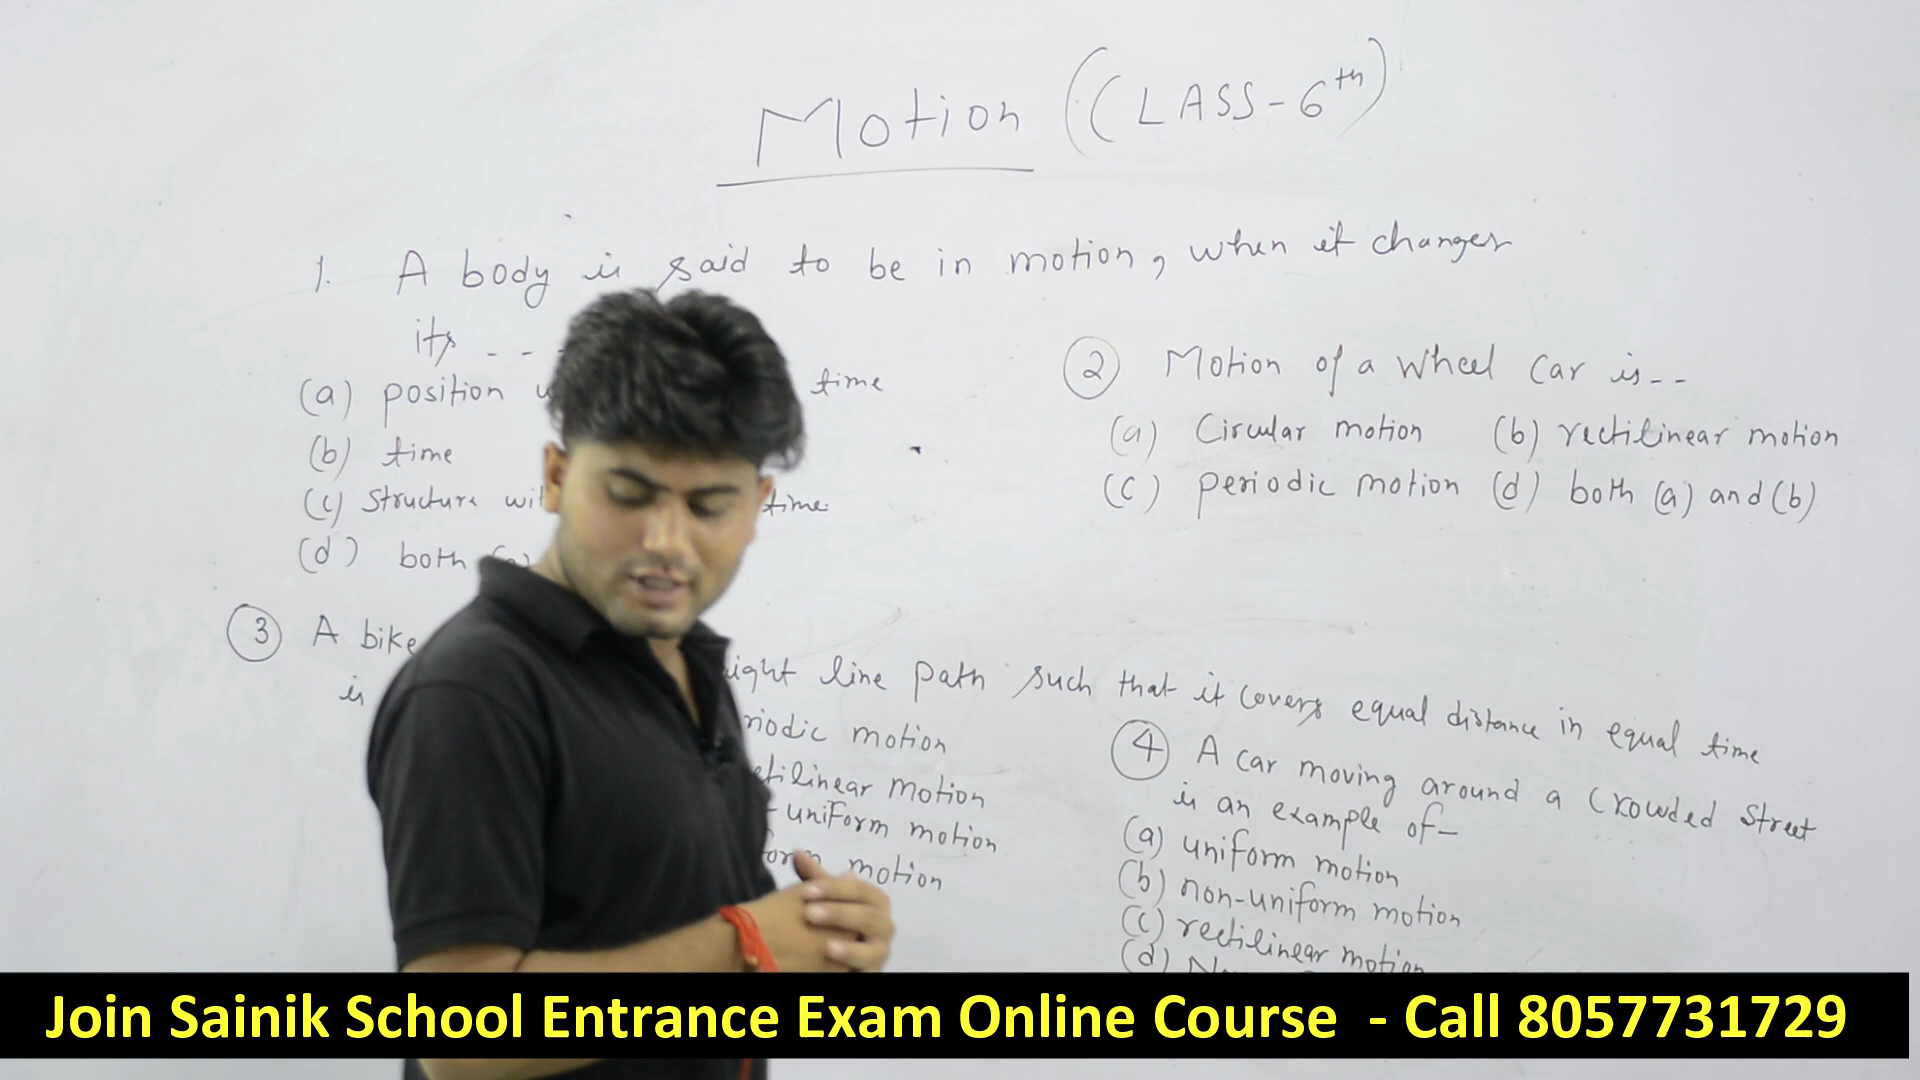 Motion (CLASS-6th)
1. A body is said to be in motion, when it changes
its - -
(a) position time
(b) time
(c) structure time.
(d) both
② Motion of a wheel car is--
(a) Circular motion (b) rectilinear motion
(c) periodic motion (d) both (a) and (b)
③ A bike
is line path such that it covers equal distance in equal time
motion
motion
uniform motion
motion
④ A car moving around a crowded street
is an example of-
(a) uniform motion
(b) non-uniform motion
(c) rectilinear motion
(d)
Join Sainik School Entrance Exam Online Course - Call 8057731729